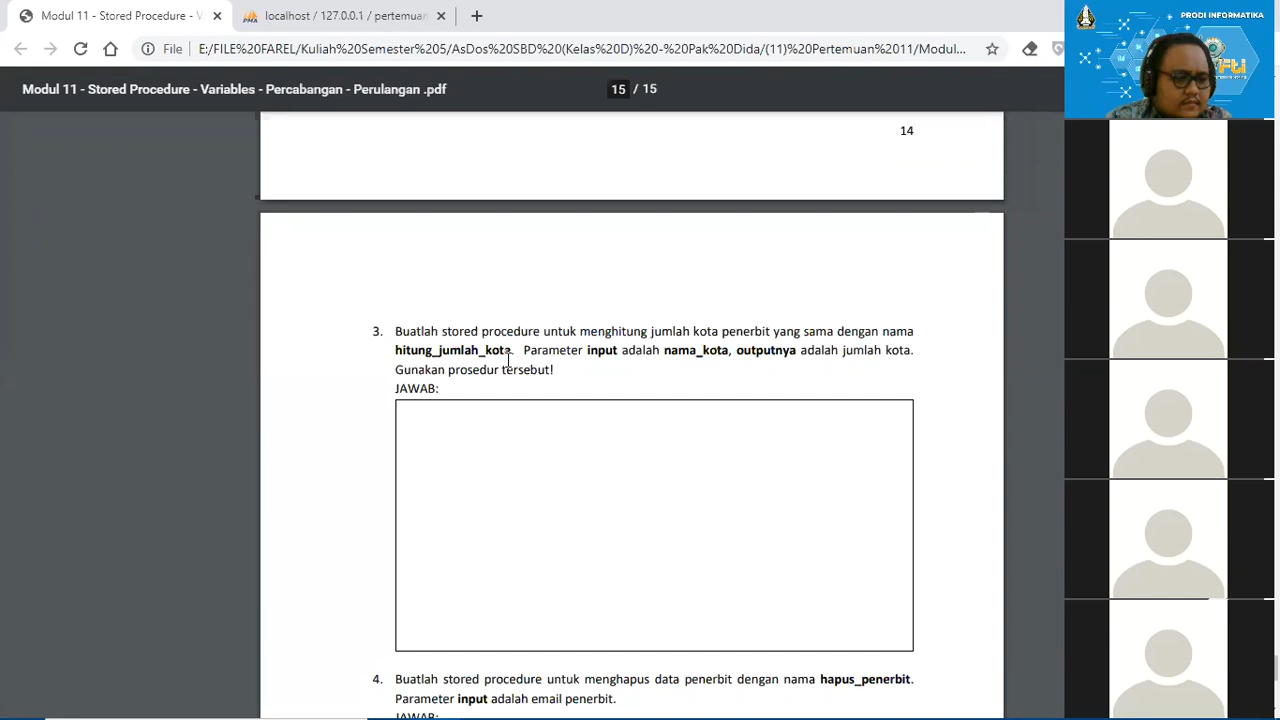 Modul 11 - Stored Procedure - V
localhost / 127.0.0.1 / pertemuan
File
E:/FILE%20FAREL/Kuliah%20Semester%205/AsDos%20SBD%20(Kelas%20D)%20-%20Pak%20Dida/(11)%20Pertemuan%2011/Modul...
PRODI INFORMATIKA
Modul 11 - Stored Procedure - Variables - Percabangan - Perulangan .pdf
15 / 15
14
3. Buatlah stored procedure untuk menghitung jumlah kota penerbit yang sama dengan nama
hitung_jumlah_kota. Parameter input adalah nama_kota, outputnya adalah jumlah kota.
Gunakan prosedur tersebut!
JAWAB:
4. Buatlah stored procedure untuk menghapus data penerbit dengan nama hapus_penerbit.
Parameter input adalah email penerbit.
JAWAB: